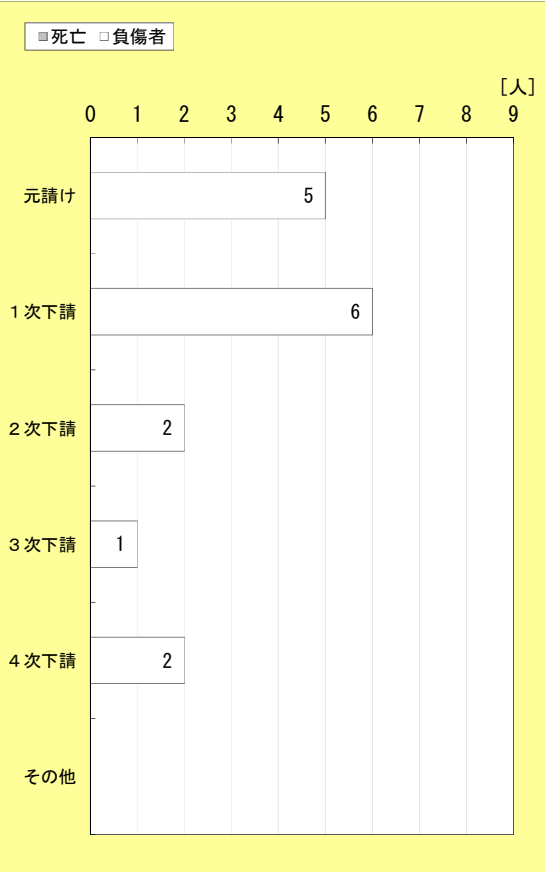 ■死亡 □負傷者
［人］
0 1 2 3 4 5 6 7 8 9
元請け 5
１次下請 6
２次下請 2
３次下請 1
４次下請 2
その他